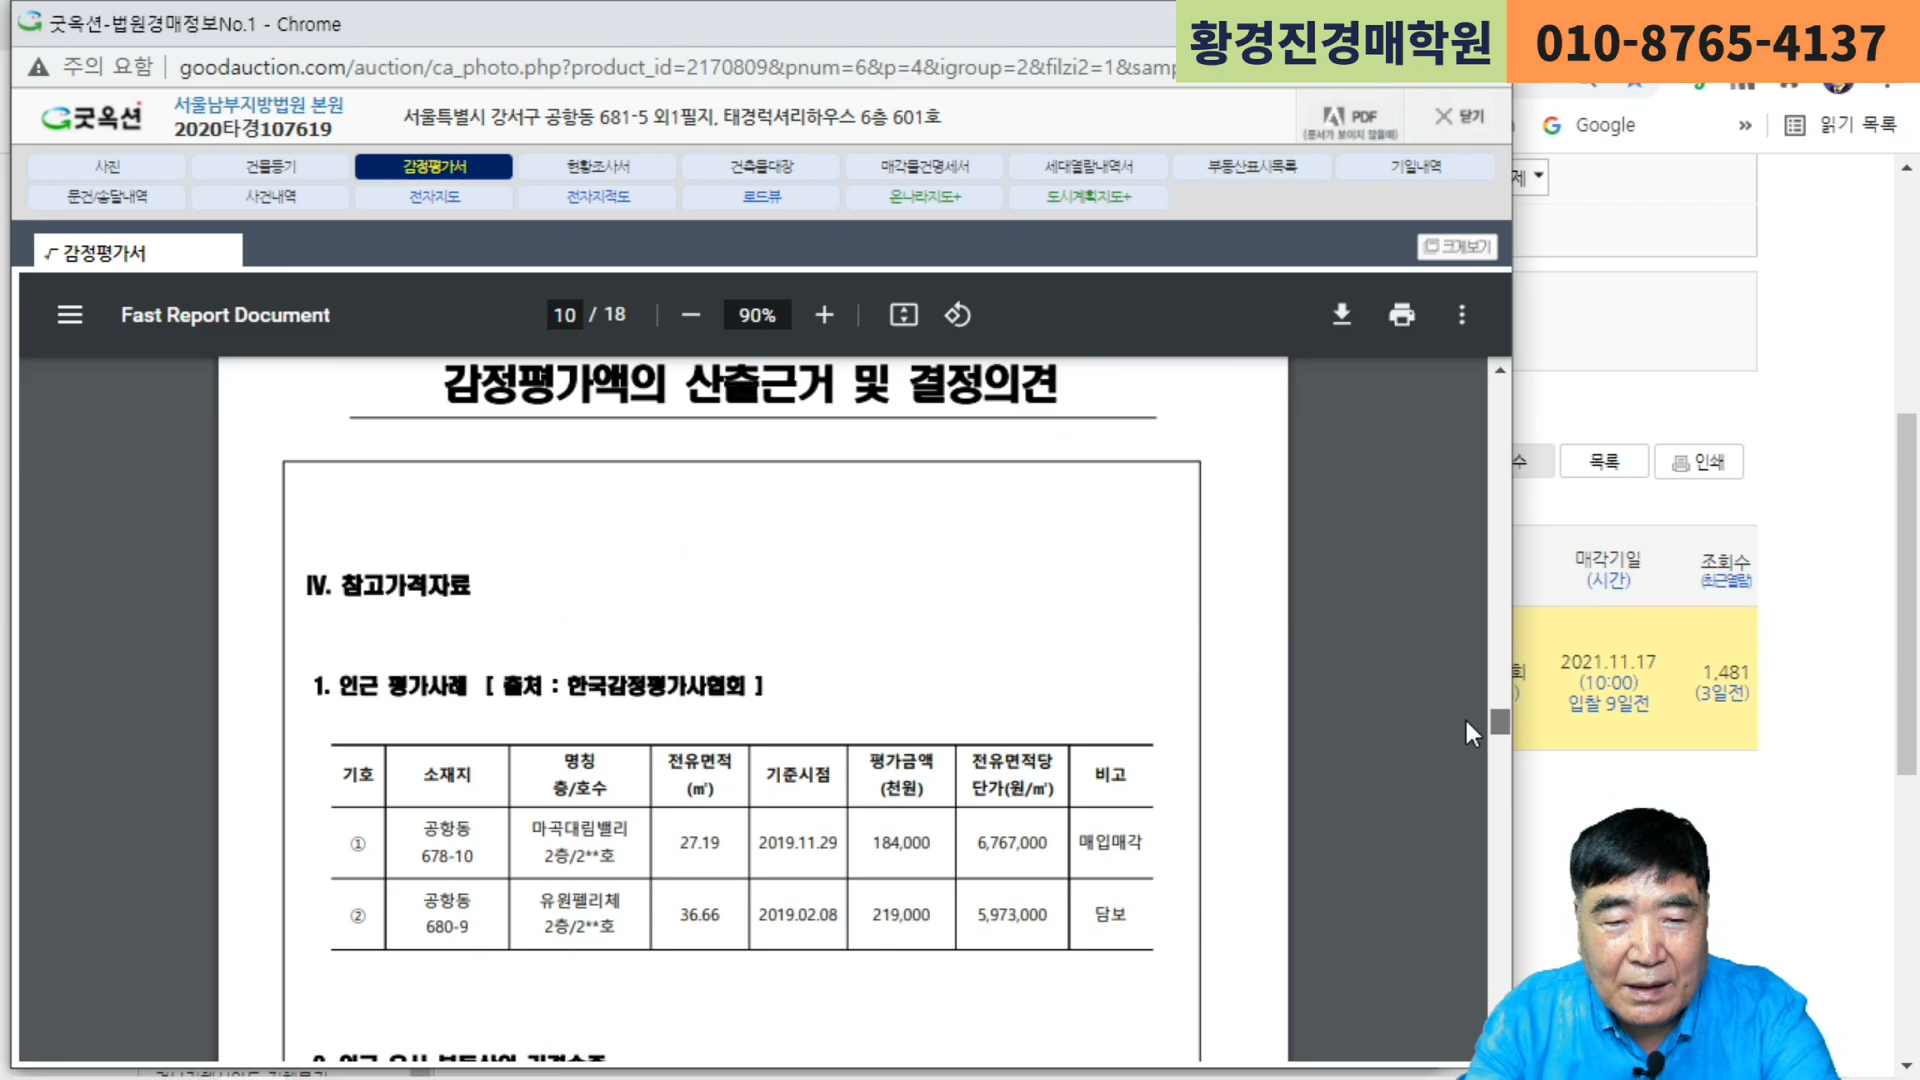 굿옥션-법원경매정보No.1 - Chrome
황경진경매학원
010-8765-4137
주의 요함
goodauction.com/auction/ca_photo.php?product_id=2170809&pnum=6&p=4&igroup=2&filzi2=1&samp
굿옥션
서울남부지방법원 본원
2020타경107619
서울특별시 강서구 공항동 681-5 외1필지, 태경럭셔리하우스 6층 601호
PDF
(문서가 보이지 않을때)
닫기
Google
»
읽기 목록
사진
건물등기
감정평가서
현황조사서
건축물대장
매각물건명세서
세대열람내역서
부동산표시목록
기일내역
제
문건/송달내역
사건내역
전자지도
전자지적도
로드뷰
온나라지도+
도시계획지도+
감정평가서
크게보기
Fast Report Document
10 / 18
90%
감정평가액의 산출근거 및 결정의견
수
목록
인쇄
IV. 참고가격자료
매각기일
(시간)
조회수
(최근열람)
1. 인근 평가사례 [ 출처 : 한국감정평가사협회 ]
회
2021.11.17
(10:00)
입찰 9일전
1,481
(3일전)
기호
소재지
명칭
층/호수
전유면적
(㎡)
기준시점
평가금액
(천원)
전유면적당
단가(원/㎡)
비고
①
공항동
678-10
마곡대림밸리
2층/2**호
27.19
2019.11.29
184,000
6,767,000
매입매각
②
공항동
680-9
유원펠리체
2층/2**호
36.66
2019.02.08
219,000
5,973,000
담보